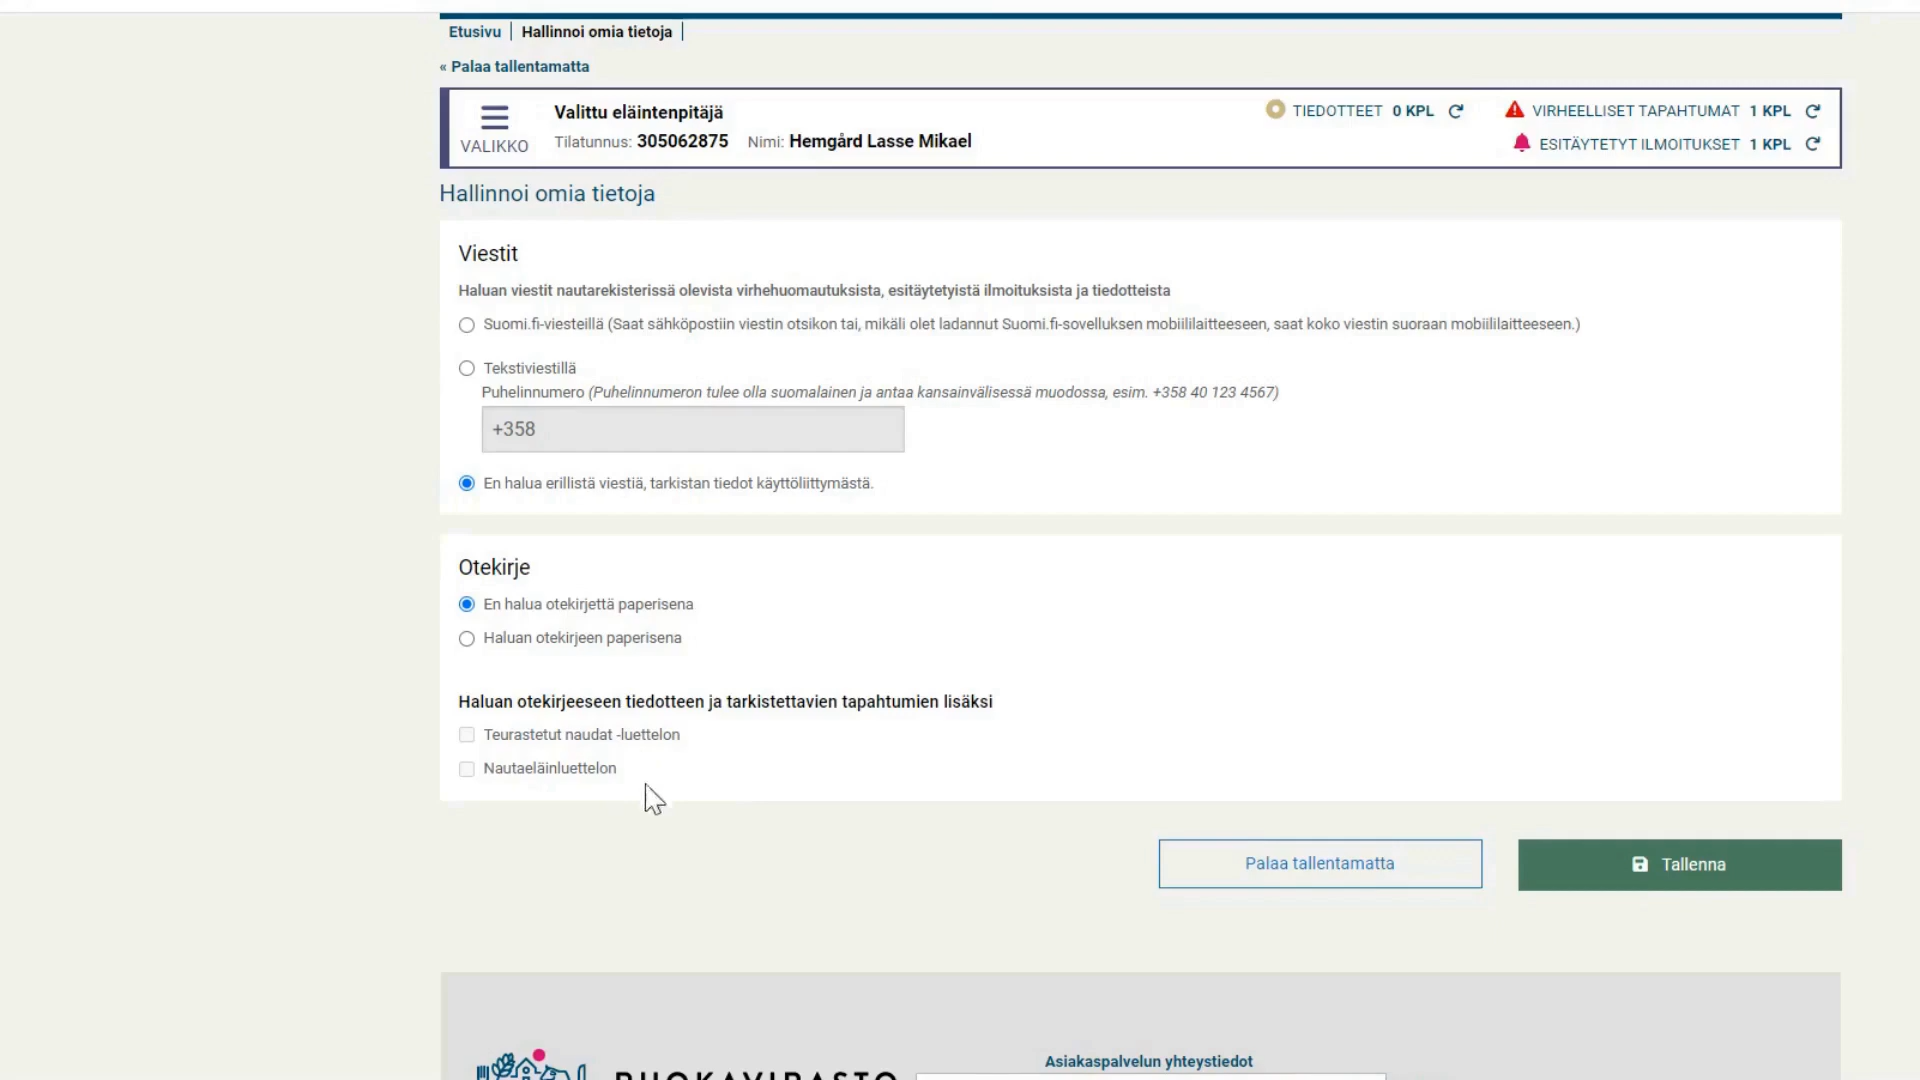 Etusivu | Hallinnoi omia tietoja |
« Palaa tallentamatta
VALIKKO
Valittu eläintenpitäjä
Tilatunnus: 305062875 Nimi: Hemgård Lasse Mikael
TIEDOTTEET 0 KPL
VIRHEELLISET TAPAHTUMAT 1 KPL
ESITÄYTETYT ILMOITUKSET 1 KPL
Hallinnoi omia tietoja
Viestit
Haluan viestit nautarekisterissä olevista virhehuomautuksista, esitäytetyistä ilmoituksista ja tiedotteista
Suomi.fi-viesteillä (Saat sähköpostiin viestin otsikon tai, mikäli olet ladannut Suomi.fi-sovelluksen mobiililaitteeseen, saat koko viestin suoraan mobiililaitteeseen.)
Tekstiviestillä
Puhelinnumero (Puhelinnumeron tulee olla suomalainen ja antaa kansainvälisessä muodossa, esim. +358 40 123 4567)
+358
En halua erillistä viestiä, tarkistan tiedot käyttöliittymästä.
Otekirje
En halua otekirjettä paperisena
Haluan otekirjeen paperisena
Haluan otekirjeeseen tiedotteen ja tarkistettavien tapahtumien lisäksi
Teurastetut naudat -luettelon
Nautaeläinluettelon
Palaa tallentamatta
Tallenna
RUOKAVIRASTO
Asiakaspalvelun yhteystiedot